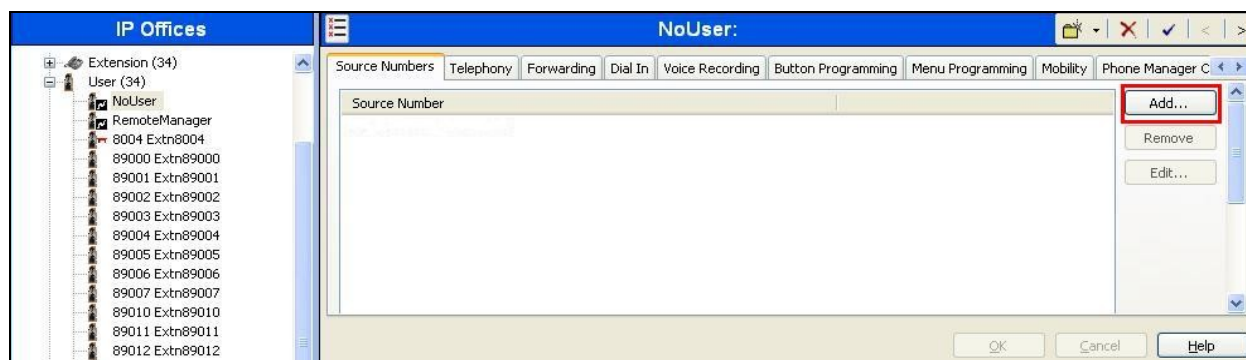 IP Offices
Extension (34)
User (34)
NoUser
RemoteManager
8004 Extn8004
89000 Extn89000
89001 Extn89001
89002 Extn89002
89003 Extn89003
89004 Extn89004
89005 Extn89005
89006 Extn89006
89007 Extn89007
89010 Extn89010
89011 Extn89011
89012 Extn89012
NoUser:
Source Numbers Telephony Forwarding Dial In Voice Recording Button Programming Menu Programming Mobility Phone Manager C
Source Number
Add...
Remove
Edit...
OK Cancel Help